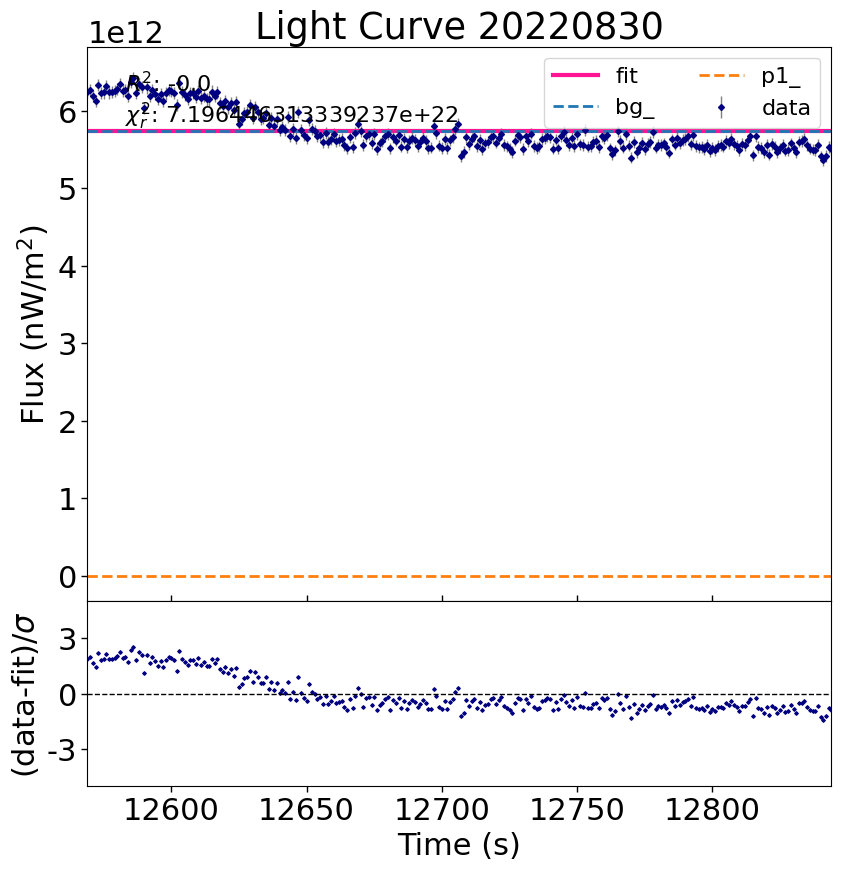 Light Curve 20220830
1e12
R²: -0.0
χ²ᵣ: 7.196446313339237e+22
fit
bg_
p1_
data
6
5
4
3
2
1
0
Flux (nW/m²)
3
0
-3
(data-fit)/σ
12600 12650 12700 12750 12800
Time (s)